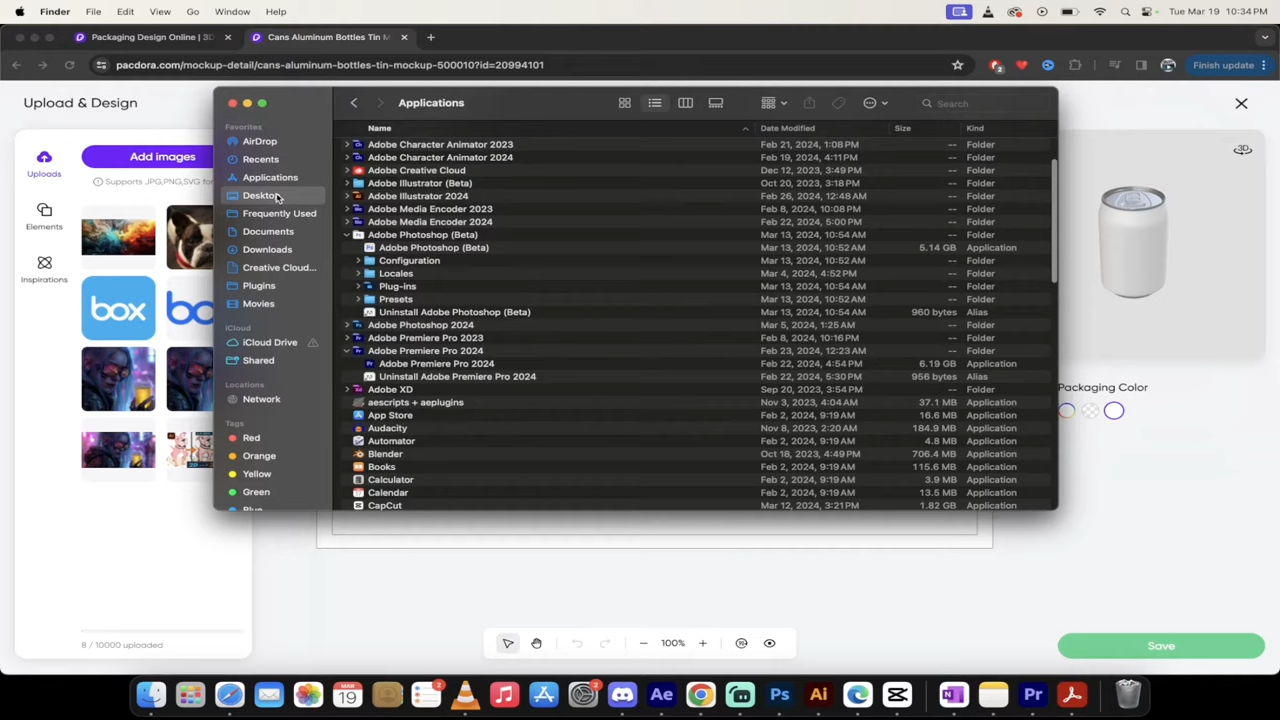 Finder File Edit View Go Window Help Tue Mar 19 10:34 PM
Packaging Design Online | 3D Cans Aluminum Bottles Tin M
pacdora.com/mockup-detail/cans-aluminum-bottles-tin-mockup-500010?id=20994101 2 Finish update
Upload & Design
Uploads
Elements
Inspirations
Add images
Supports JPG,PNG,SVG for
box
8 / 10000 uploaded
Favorites
AirDrop
Recents
Applications
Desktop
Frequently Used
Documents
Downloads
Creative Cloud...
Plugins
Movies
iCloud
iCloud Drive
Shared
Locations
Network
Tags
Red
Orange
Yellow
Green
Blue
Applications Search
Name Date Modified Size Kind
Adobe Character Animator 2023 Feb 21, 2024, 1:08 PM -- Folder
Adobe Character Animator 2024 Feb 19, 2024, 4:11 PM -- Folder
Adobe Creative Cloud Dec 12, 2023, 3:49 PM -- Folder
Adobe Illustrator (Beta) Oct 20, 2023, 3:18 PM -- Folder
Adobe Illustrator 2024 Feb 26, 2024, 12:48 AM -- Folder
Adobe Media Encoder 2023 Feb 8, 2024, 10:08 PM -- Folder
Adobe Media Encoder 2024 Feb 22, 2024, 5:00 PM -- Folder
Adobe Photoshop (Beta) Mar 13, 2024, 10:54 AM -- Folder
Adobe Photoshop (Beta) Mar 13, 2024, 10:52 AM 5.14 GB Application
Configuration Mar 13, 2024, 10:52 AM -- Folder
Locales Mar 4, 2024, 4:52 PM -- Folder
Plug-ins Mar 13, 2024, 10:54 AM -- Folder
Presets Mar 13, 2024, 10:52 AM -- Folder
Uninstall Adobe Photoshop (Beta) Mar 13, 2024, 10:54 AM 960 bytes Alias
Adobe Photoshop 2024 Mar 5, 2024, 1:25 AM -- Folder
Adobe Premiere Pro 2023 Feb 8, 2024, 10:16 PM -- Folder
Adobe Premiere Pro 2024 Feb 23, 2024, 12:23 AM -- Folder
Adobe Premiere Pro 2024 Feb 22, 2024, 4:54 PM 6.19 GB Application
Uninstall Adobe Premiere Pro 2024 Feb 22, 2024, 5:30 PM 956 bytes Alias
Adobe XD Sep 20, 2023, 3:54 PM -- Folder
aescripts + aeplugins Nov 3, 2023, 4:04 AM 37.1 MB Application
App Store Feb 2, 2024, 9:19 AM 16.6 MB Application
Audacity Nov 8, 2023, 2:20 AM 184.9 MB Application
Automator Feb 2, 2024, 9:19 AM 4.8 MB Application
Blender Oct 18, 2023, 4:49 PM 706.4 MB Application
Books Feb 2, 2024, 9:19 AM 115.6 MB Application
Calculator Feb 2, 2024, 9:19 AM 3.9 MB Application
Calendar Feb 2, 2024, 9:19 AM 13.5 MB Application
CapCut Mar 12, 2024, 3:21 PM 1.82 GB Application
3D
Packaging Color
100%
Save
MAR
19
2
2
Ae
Ps
Ai
N
Pr